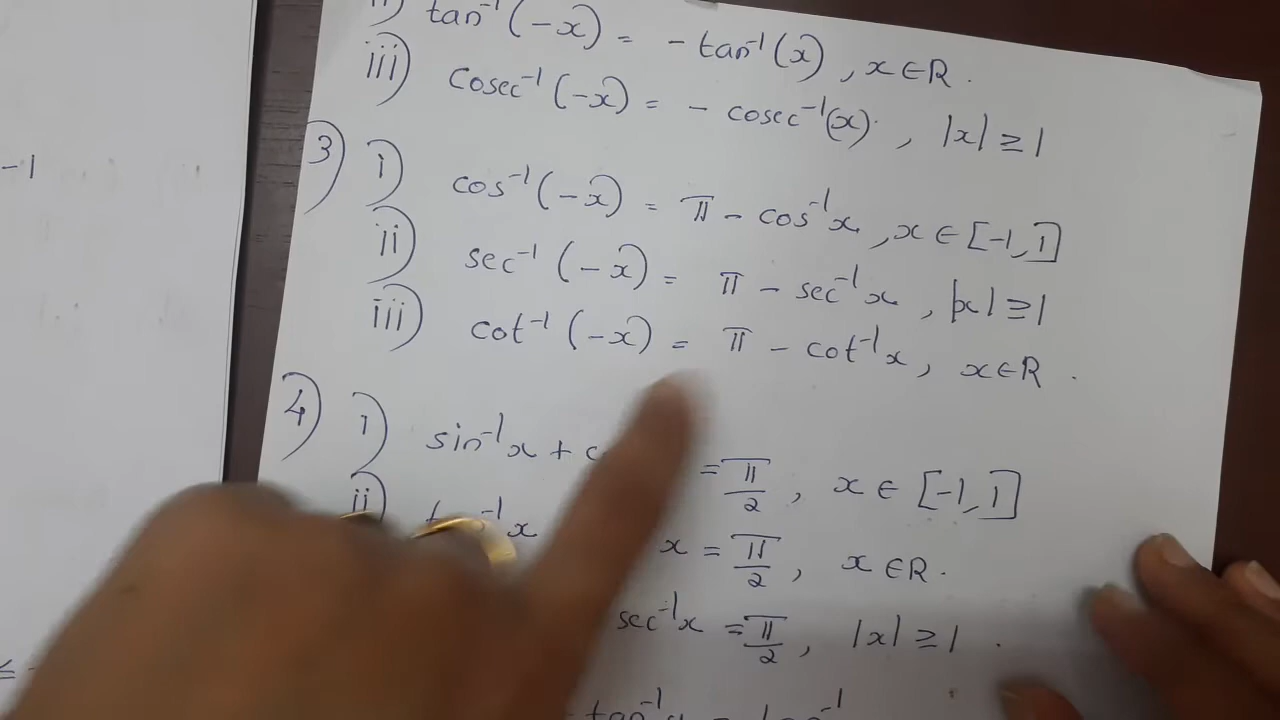 ii) tan⁻¹(-x) = -tan⁻¹(x), x∈R.
iii) cosec⁻¹(-x) = - cosec⁻¹(x), |x| ≥ 1
-1
3) i) cos⁻¹(-x) = π - cos⁻¹x, x ∈ [-1, 1]
ii) sec⁻¹(-x) = π - sec⁻¹x, |x| ≥ 1
iii) cot⁻¹(-x) = π - cot⁻¹x, x∈R.
4) i) sin⁻¹x + = π/2, x ∈ [-1, 1]
ii) x x = π/2, x ∈R.
sec⁻¹x = π/2, |x| ≥ 1.